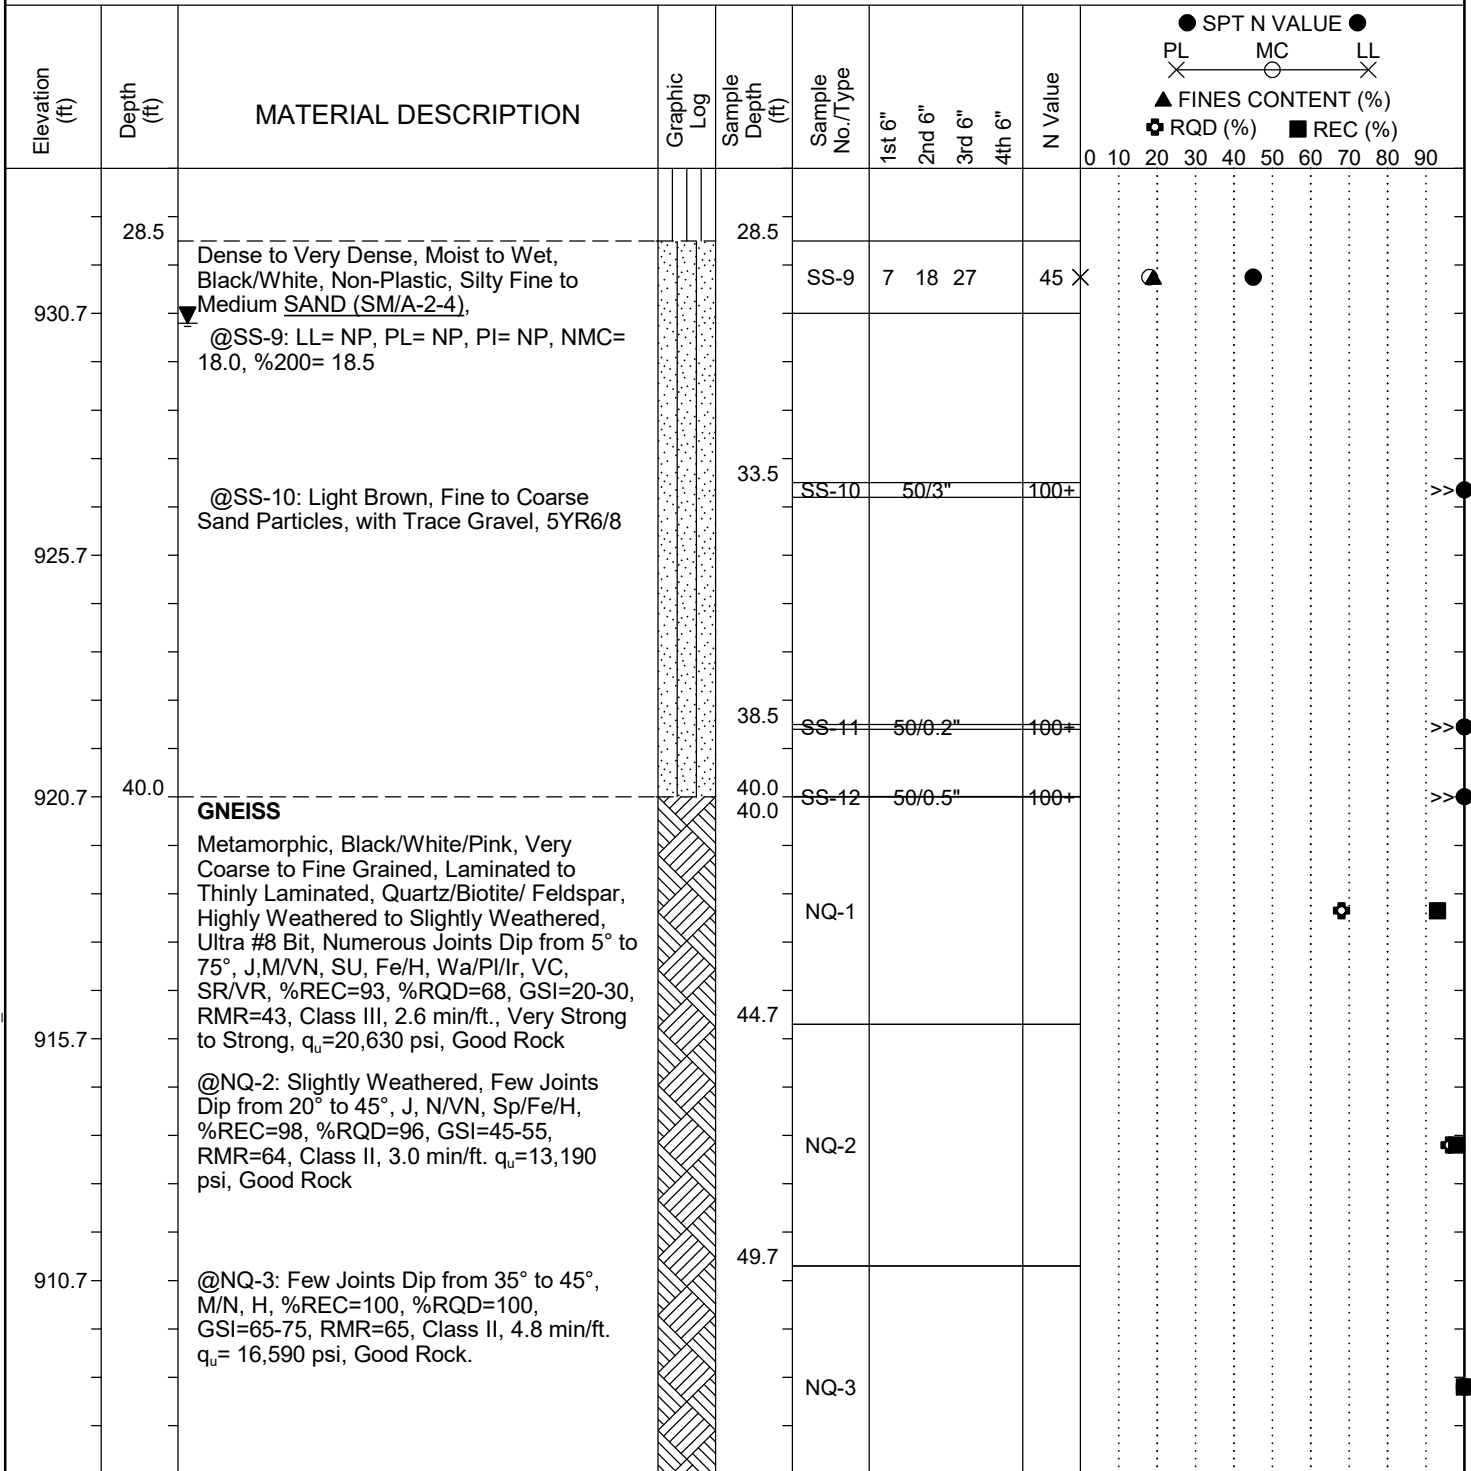 ● SPT N VALUE ●
PL MC LL
▲ FINES CONTENT (%)
RQD (%) ■ REC (%)
0 10 20 30 40 50 60 70 80 90
Elevation (ft)
Depth (ft)
MATERIAL DESCRIPTION
Graphic Log
Sample Depth (ft)
Sample No./Type
1st 6"
2nd 6"
3rd 6"
4th 6"
N Value
28.5 28.5
Dense to Very Dense, Moist to Wet,
Black/White, Non-Plastic, Silty Fine to
Medium SAND (SM/A-2-4),
SS-9 7 18 27 45
930.7
@SS-9: LL= NP, PL= NP, PI= NP, NMC=
18.0, %200= 18.5
33.5
SS-10 50/3" 100+ >>
@SS-10: Light Brown, Fine to Coarse
Sand Particles, with Trace Gravel, 5YR6/8
925.7
38.5
SS-11 50/0.2" 100+ >>
40.0 40.0
920.7 SS-12 50/0.5" 100+ >>
40.0
GNEISS
Metamorphic, Black/White/Pink, Very
Coarse to Fine Grained, Laminated to
Thinly Laminated, Quartz/Biotite/ Feldspar,
Highly Weathered to Slightly Weathered,
Ultra #8 Bit, Numerous Joints Dip from 5° to
75°, J,M/VN, SU, Fe/H, Wa/Pl/Ir, VC,
SR/VR, %REC=93, %RQD=68, GSI=20-30,
RMR=43, Class III, 2.6 min/ft., Very Strong
to Strong, qu=20,630 psi, Good Rock
NQ-1
44.7
915.7
@NQ-2: Slightly Weathered, Few Joints
Dip from 20° to 45°, J, N/VN, Sp/Fe/H,
%REC=98, %RQD=96, GSI=45-55,
RMR=64, Class II, 3.0 min/ft. qu=13,190
psi, Good Rock
NQ-2
49.7
910.7
@NQ-3: Few Joints Dip from 35° to 45°,
M/N, H, %REC=100, %RQD=100,
GSI=65-75, RMR=65, Class II, 4.8 min/ft.
qu= 16,590 psi, Good Rock.
NQ-3